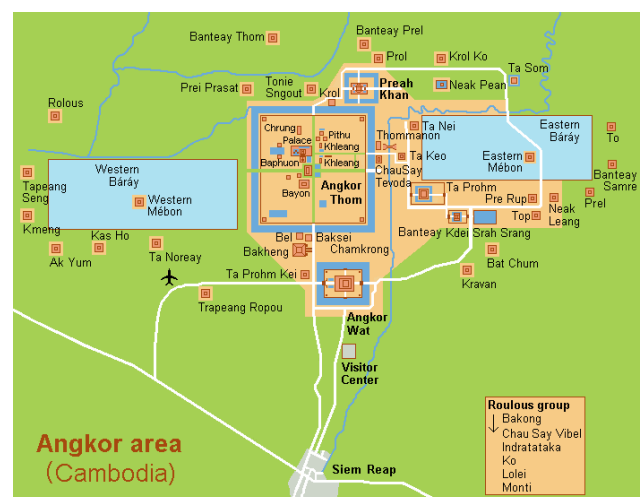 Banteay Prel
Banteay Thom
Prol
Krol Ko
Ta Som
Tonie
Sngout
Prei Prasat
Krol
Preah
Khan
Neak Pean
Rolous
Chrung
Pithu
Palace
Khleang
Baphuon
Khleang
Bayon
Angkor
Thom
Thommanon
Ta Nei
Ta Keo
ChauSay
Tevoda
Eastern
Báráy
Eastern
Mébon
To
Banteay
Samre
Prel
Western
Báráy
Western
Mébon
Tapeang
Seng
Kmeng
Ak Yum
Kas Ho
Ta Noreay
Ta Prohm
Pre Rup
Top
Neak
Leang
Banteay Kdei
Srah Srang
Bat Chum
Kravan
Bel
Baksei
Chamkrong
Bakheng
Ta Prohm Kei
Trapeang Ropou
Angkor
Wat
Visitor
Center
Siem Reap
Angkor area
(Cambodia)
Roulous group
Bakong
Chau Say Vibel
Indratataka
Ko
Lolei
Monti